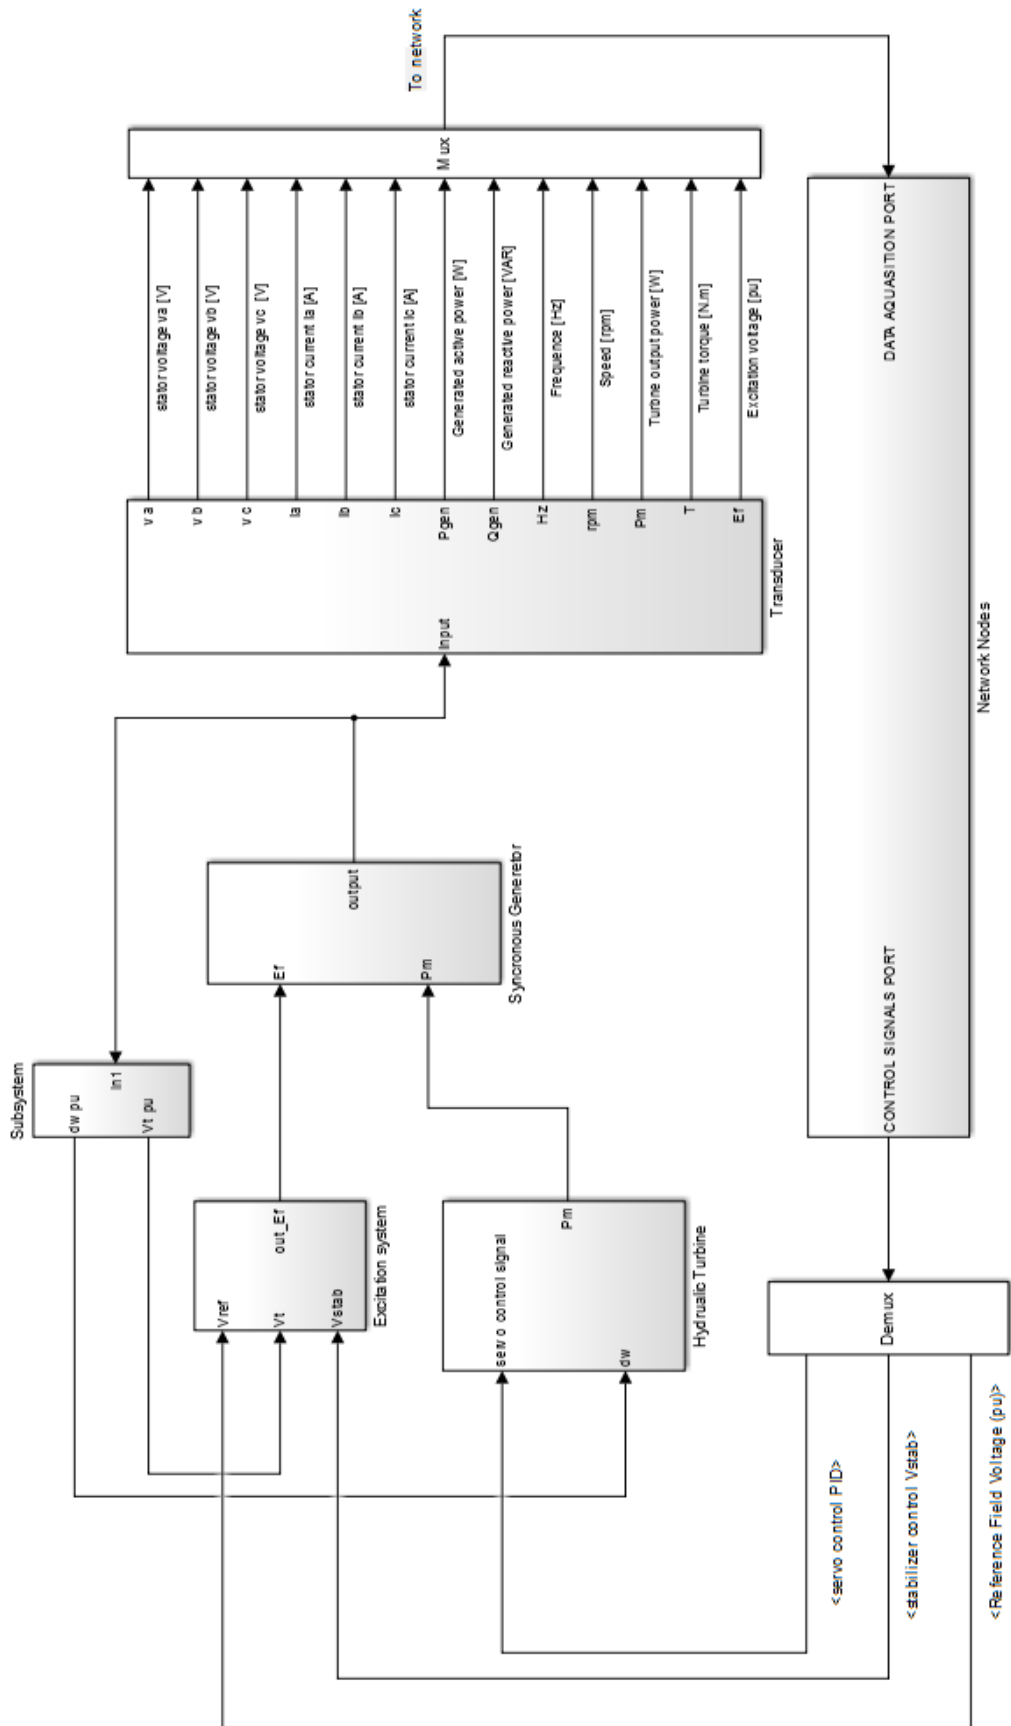 To network
Mux
stator voltage va [V]
stator voltage vb [V]
stator voltage vc [V]
stator current Ia [A]
stator current Ib [A]
stator current Ic [A]
Generated active power [W]
Generated reactive power [VAR]
Frequence [Hz]
Speed [rpm]
Turbine output power [W]
Turbine torque [N.m]
Excitation voltage [pu]
va
vb
vc
Ia
Ib
Ic
Pgen
Qgen
Hz
rpm
Pm
T
Ef
Input
Transducer
DATA AQUASITION PORT
CONTROL SIGNALS PORT
Network Nodes
output
Ef
Pm
Syncronous Generetor
Subsystem
In1
dw pu
Vt pu
out_Ef
Vref
Vt
Vstab
Excitation system
Pm
servo control signal
dw
Hydrualic Turbine
Demux
<servo control PID>
<stabilizer control Vstab>
<Reference Field Voltage (pu)>